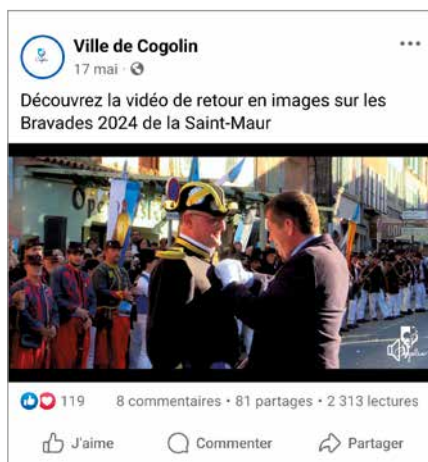 Ville de Cogolin
17 mai ·
Découvrez la vidéo de retour en images sur les
Bravades 2024 de la Saint-Maur
119 8 commentaires • 81 partages • 2 313 lectures
J'aime Commenter Partager